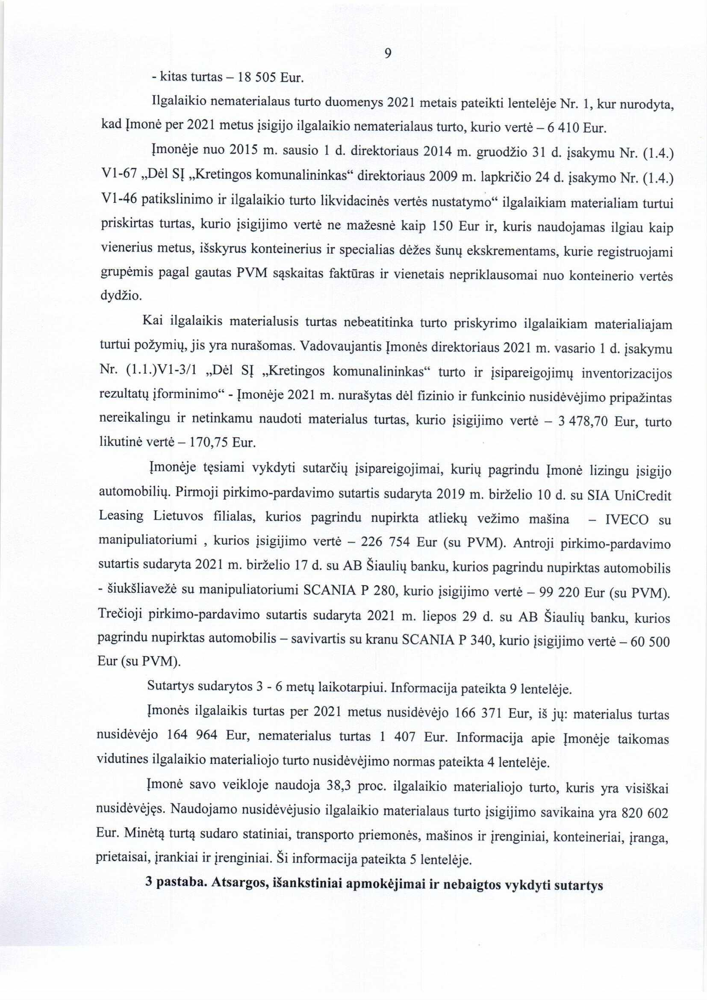 9
- kitas turtas – 18 505 Eur.
Ilgalaikio nematerialaus turto duomenys 2021 metais pateikti lentelėje Nr. 1, kur nurodyta,
kad Įmonė per 2021 metus įsigijo ilgalaikio nematerialaus turto, kurio vertė – 6 410 Eur.
Įmonėje nuo 2015 m. sausio 1 d. direktoriaus 2014 m. gruodžio 31 d. įsakymu Nr. (1.4.)
V1-67 „Dėl SĮ „Kretingos komunalininkas“ direktoriaus 2009 m. lapkričio 24 d. įsakymo Nr. (1.4.)
V1-46 patikslinimo ir ilgalaikio turto likvidacinės vertės nustatymo“ ilgalaikiam materialiam turtui
priskirtas turtas, kurio įsigijimo vertė ne mažesnė kaip 150 Eur ir, kuris naudojamas ilgiau kaip
vienerius metus, išskyrus konteinerius ir specialias dėžes šunų ekskrementams, kurie registruojami
grupėmis pagal gautas PVM sąskaitas faktūras ir vienetais nepriklausomai nuo konteinerio vertės
dydžio.
Kai ilgalaikis materialusis turtas nebeatitinka turto priskyrimo ilgalaikiam materialiajam
turtui požymių, jis yra nurašomas. Vadovaujantis Įmonės direktoriaus 2021 m. vasario 1 d. įsakymu
Nr. (1.1.)V1-3/1 „Dėl SĮ „Kretingos komunalininkas“ turto ir įsipareigojimų inventorizacijos
rezultatų įforminimo“ - Įmonėje 2021 m. nurašytas dėl fizinio ir funkcinio nusidėvėjimo pripažintas
nereikalingu ir netinkamu naudoti materialus turtas, kurio įsigijimo vertė – 3 478,70 Eur, turto
likutinė vertė – 170,75 Eur.
Įmonėje tęsiami vykdyti sutarčių įsipareigojimai, kurių pagrindu Įmonė lizingu įsigijo
automobilių. Pirmoji pirkimo-pardavimo sutartis sudaryta 2019 m. birželio 10 d. su SIA UniCredit
Leasing Lietuvos filialas, kurios pagrindu nupirkta atliekų vežimo mašina – IVECO su
manipuliatoriumi , kurios įsigijimo vertė – 226 754 Eur (su PVM). Antroji pirkimo-pardavimo
sutartis sudaryta 2021 m. birželio 17 d. su AB Šiaulių banku, kurios pagrindu nupirktas automobilis
- šiukšliavežė su manipuliatoriumi SCANIA P 280, kurio įsigijimo vertė – 99 220 Eur (su PVM).
Trečioji pirkimo-pardavimo sutartis sudaryta 2021 m. liepos 29 d. su AB Šiaulių banku, kurios
pagrindu nupirktas automobilis – savivartis su kranu SCANIA P 340, kurio įsigijimo vertė – 60 500
Eur (su PVM).
Sutartys sudarytos 3 - 6 metų laikotarpiui. Informacija pateikta 9 lentelėje.
Įmonės ilgalaikis turtas per 2021 metus nusidėvėjo 166 371 Eur, iš jų: materialus turtas
nusidėvėjo 164 964 Eur, nematerialus turtas 1 407 Eur. Informacija apie Įmonėje taikomas
vidutines ilgalaikio materialiojo turto nusidėvėjimo normas pateikta 4 lentelėje.
Įmonė savo veikloje naudoja 38,3 proc. ilgalaikio materialiojo turto, kuris yra visiškai
nusidėvėjęs. Naudojamo nusidėvėjusio ilgalaikio materialaus turto įsigijimo savikaina yra 820 602
Eur. Minėtą turtą sudaro statiniai, transporto priemonės, mašinos ir įrenginiai, konteineriai, įranga,
prietaisai, įrankiai ir įrenginiai. Ši informacija pateikta 5 lentelėje.
3 pastaba. Atsargos, išankstiniai apmokėjimai ir nebaigtos vykdyti sutartys